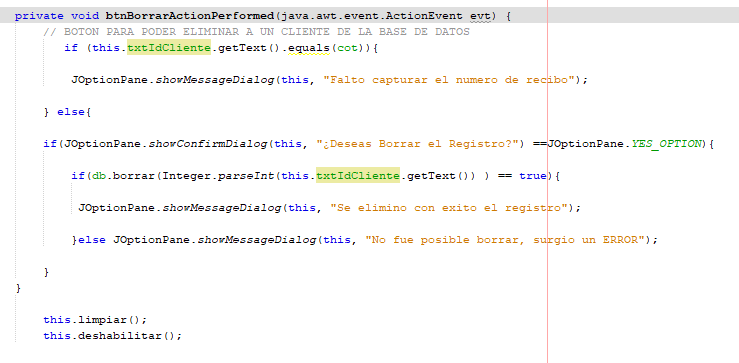 private void btnBorrarActionPerformed(java.awt.event.ActionEvent evt) {
// BOTON PARA PODER ELIMINAR A UN CLIENTE DE LA BASE DE DATOS
if (this.txtIdCliente.getText().equals(cot)){
JOptionPane.showMessageDialog(this, "Falto capturar el numero de recibo");
} else{
if(JOptionPane.showConfirmDialog(this, "¿Deseas Borrar el Registro?") ==JOptionPane.YES_OPTION){
if(db.borrar(Integer.parseInt(this.txtIdCliente.getText()) ) == true){
JOptionPane.showMessageDialog(this, "Se elimino con exito el registro");
}else JOptionPane.showMessageDialog(this, "No fue posible borrar, surgio un ERROR");
}
}
this.limpiar();
this.deshabilitar();